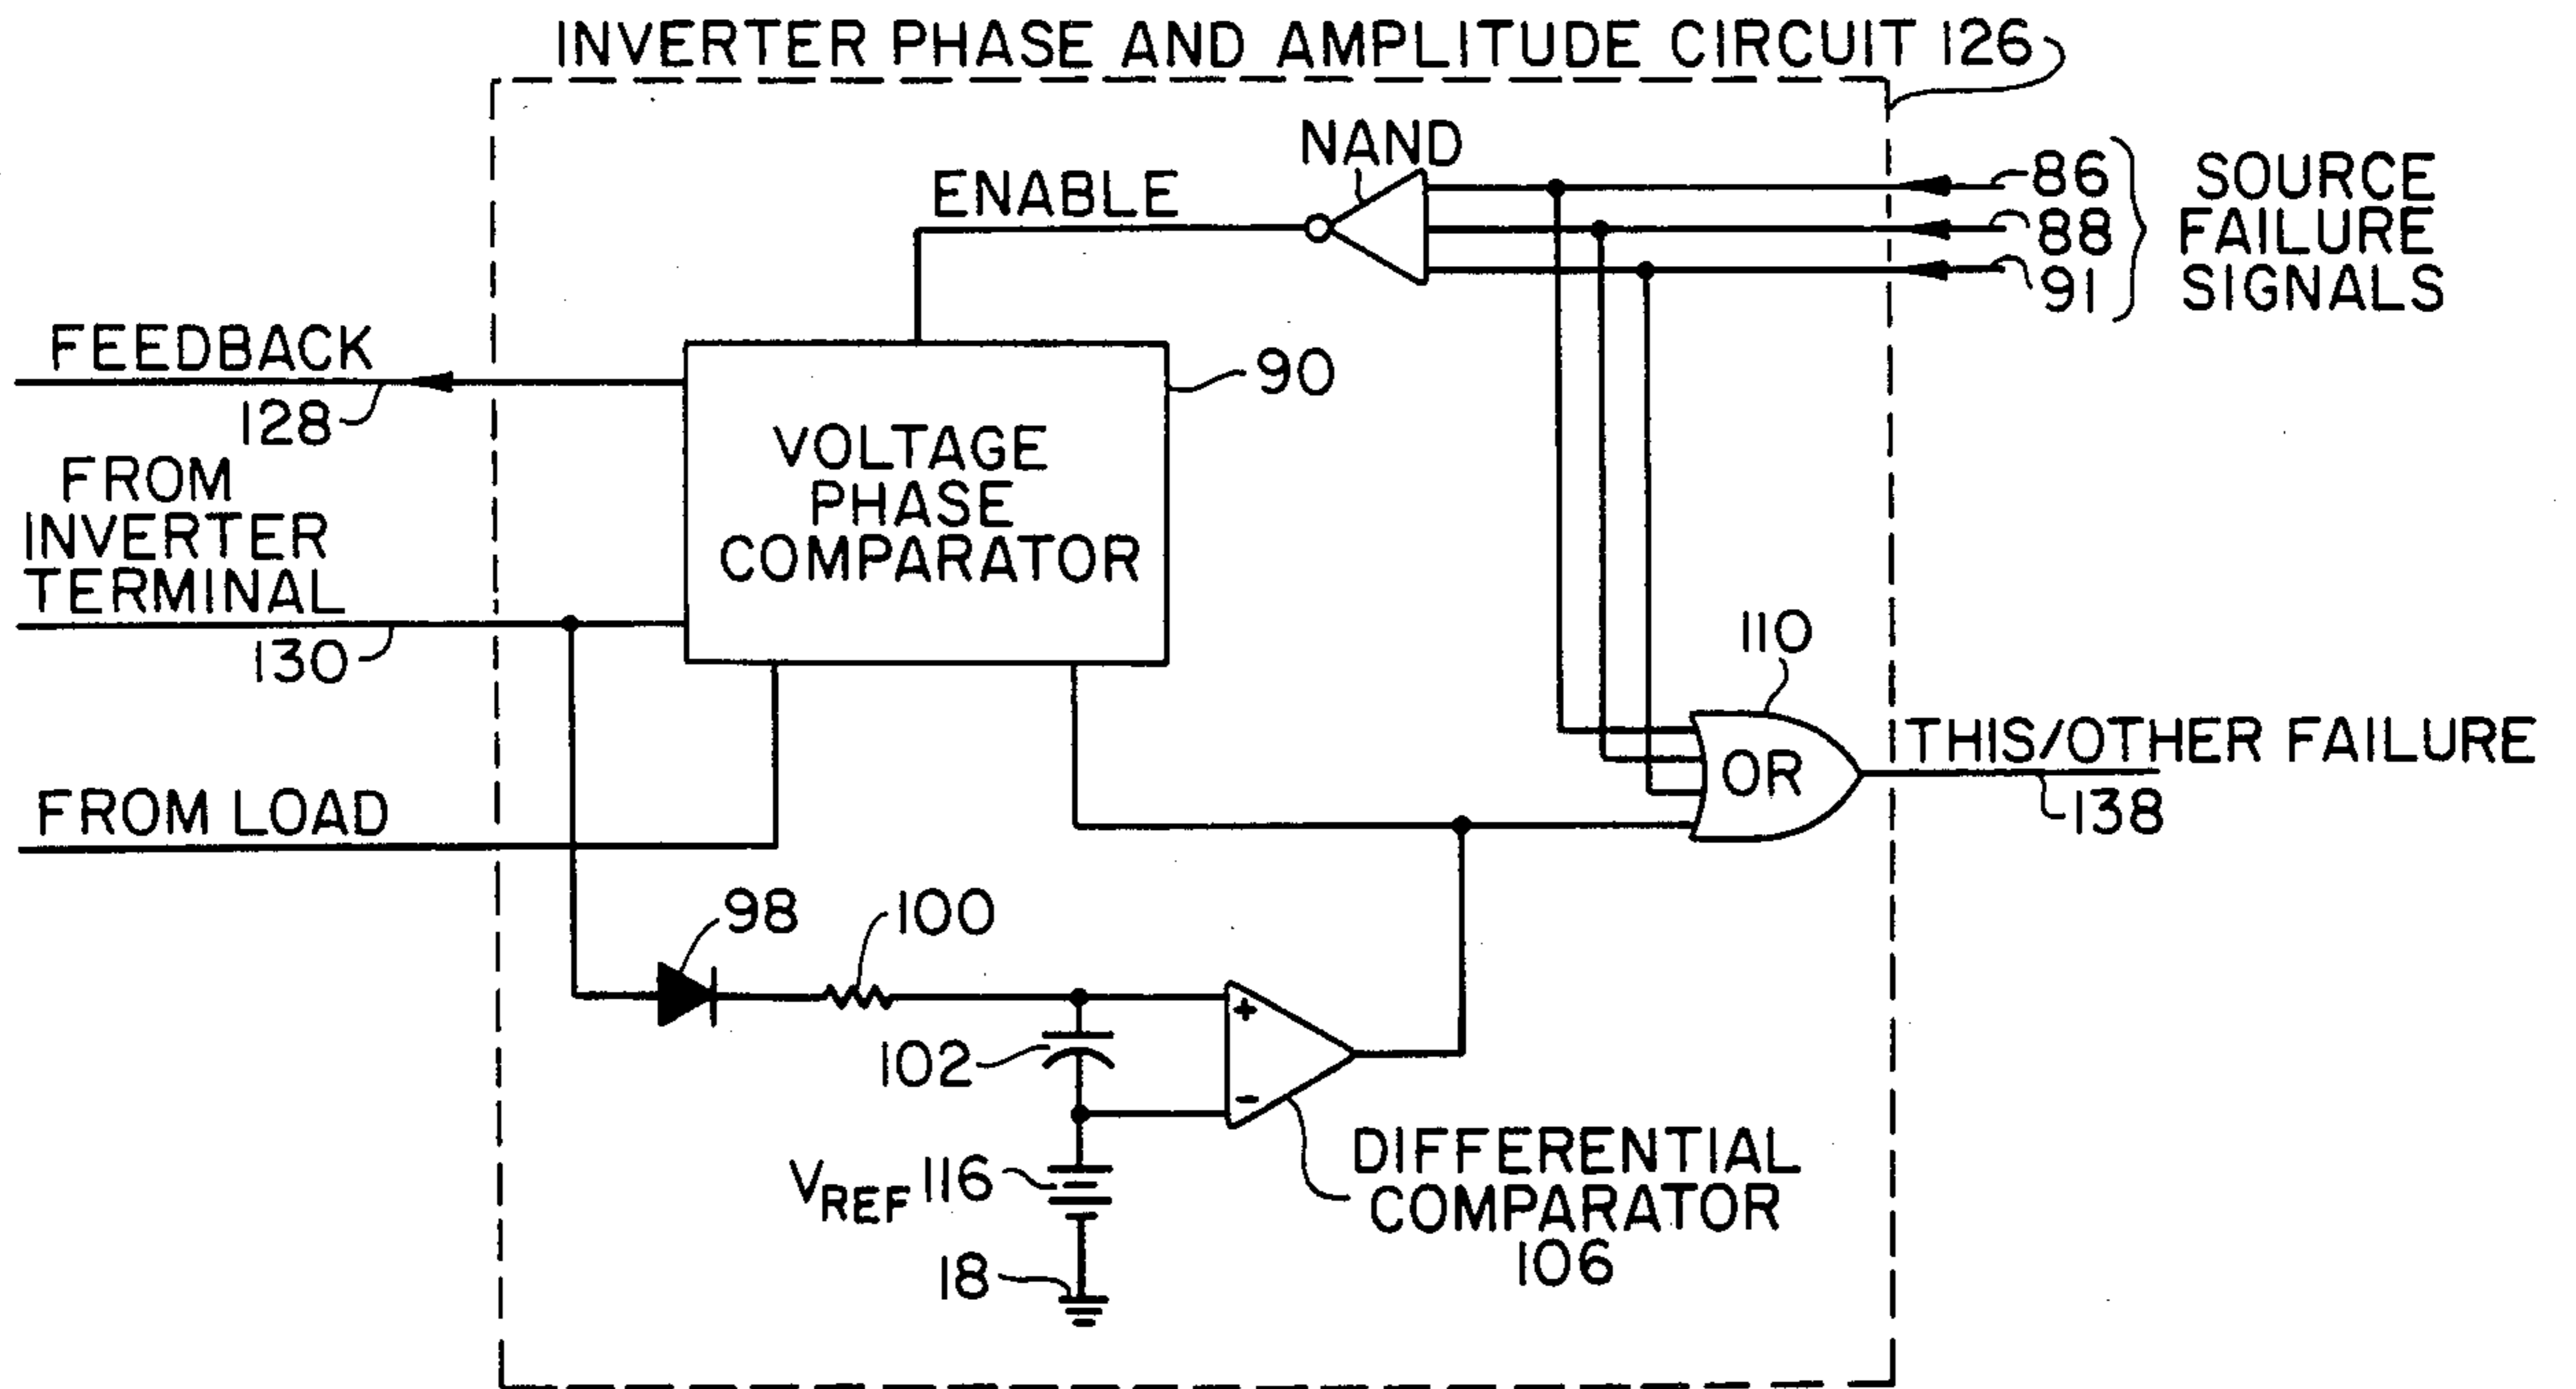 INVERTER PHASE AND AMPLITUDE CIRCUIT 126
NAND
ENABLE
86
88
91
SOURCE
FAILURE
SIGNALS
FEEDBACK
128
90
VOLTAGE
PHASE
COMPARATOR
FROM
INVERTER
TERMINAL
130
110
OR
THIS/OTHER FAILURE
138
FROM LOAD
98
100
+
102
-
VREF 116
18
DIFFERENTIAL
COMPARATOR
106